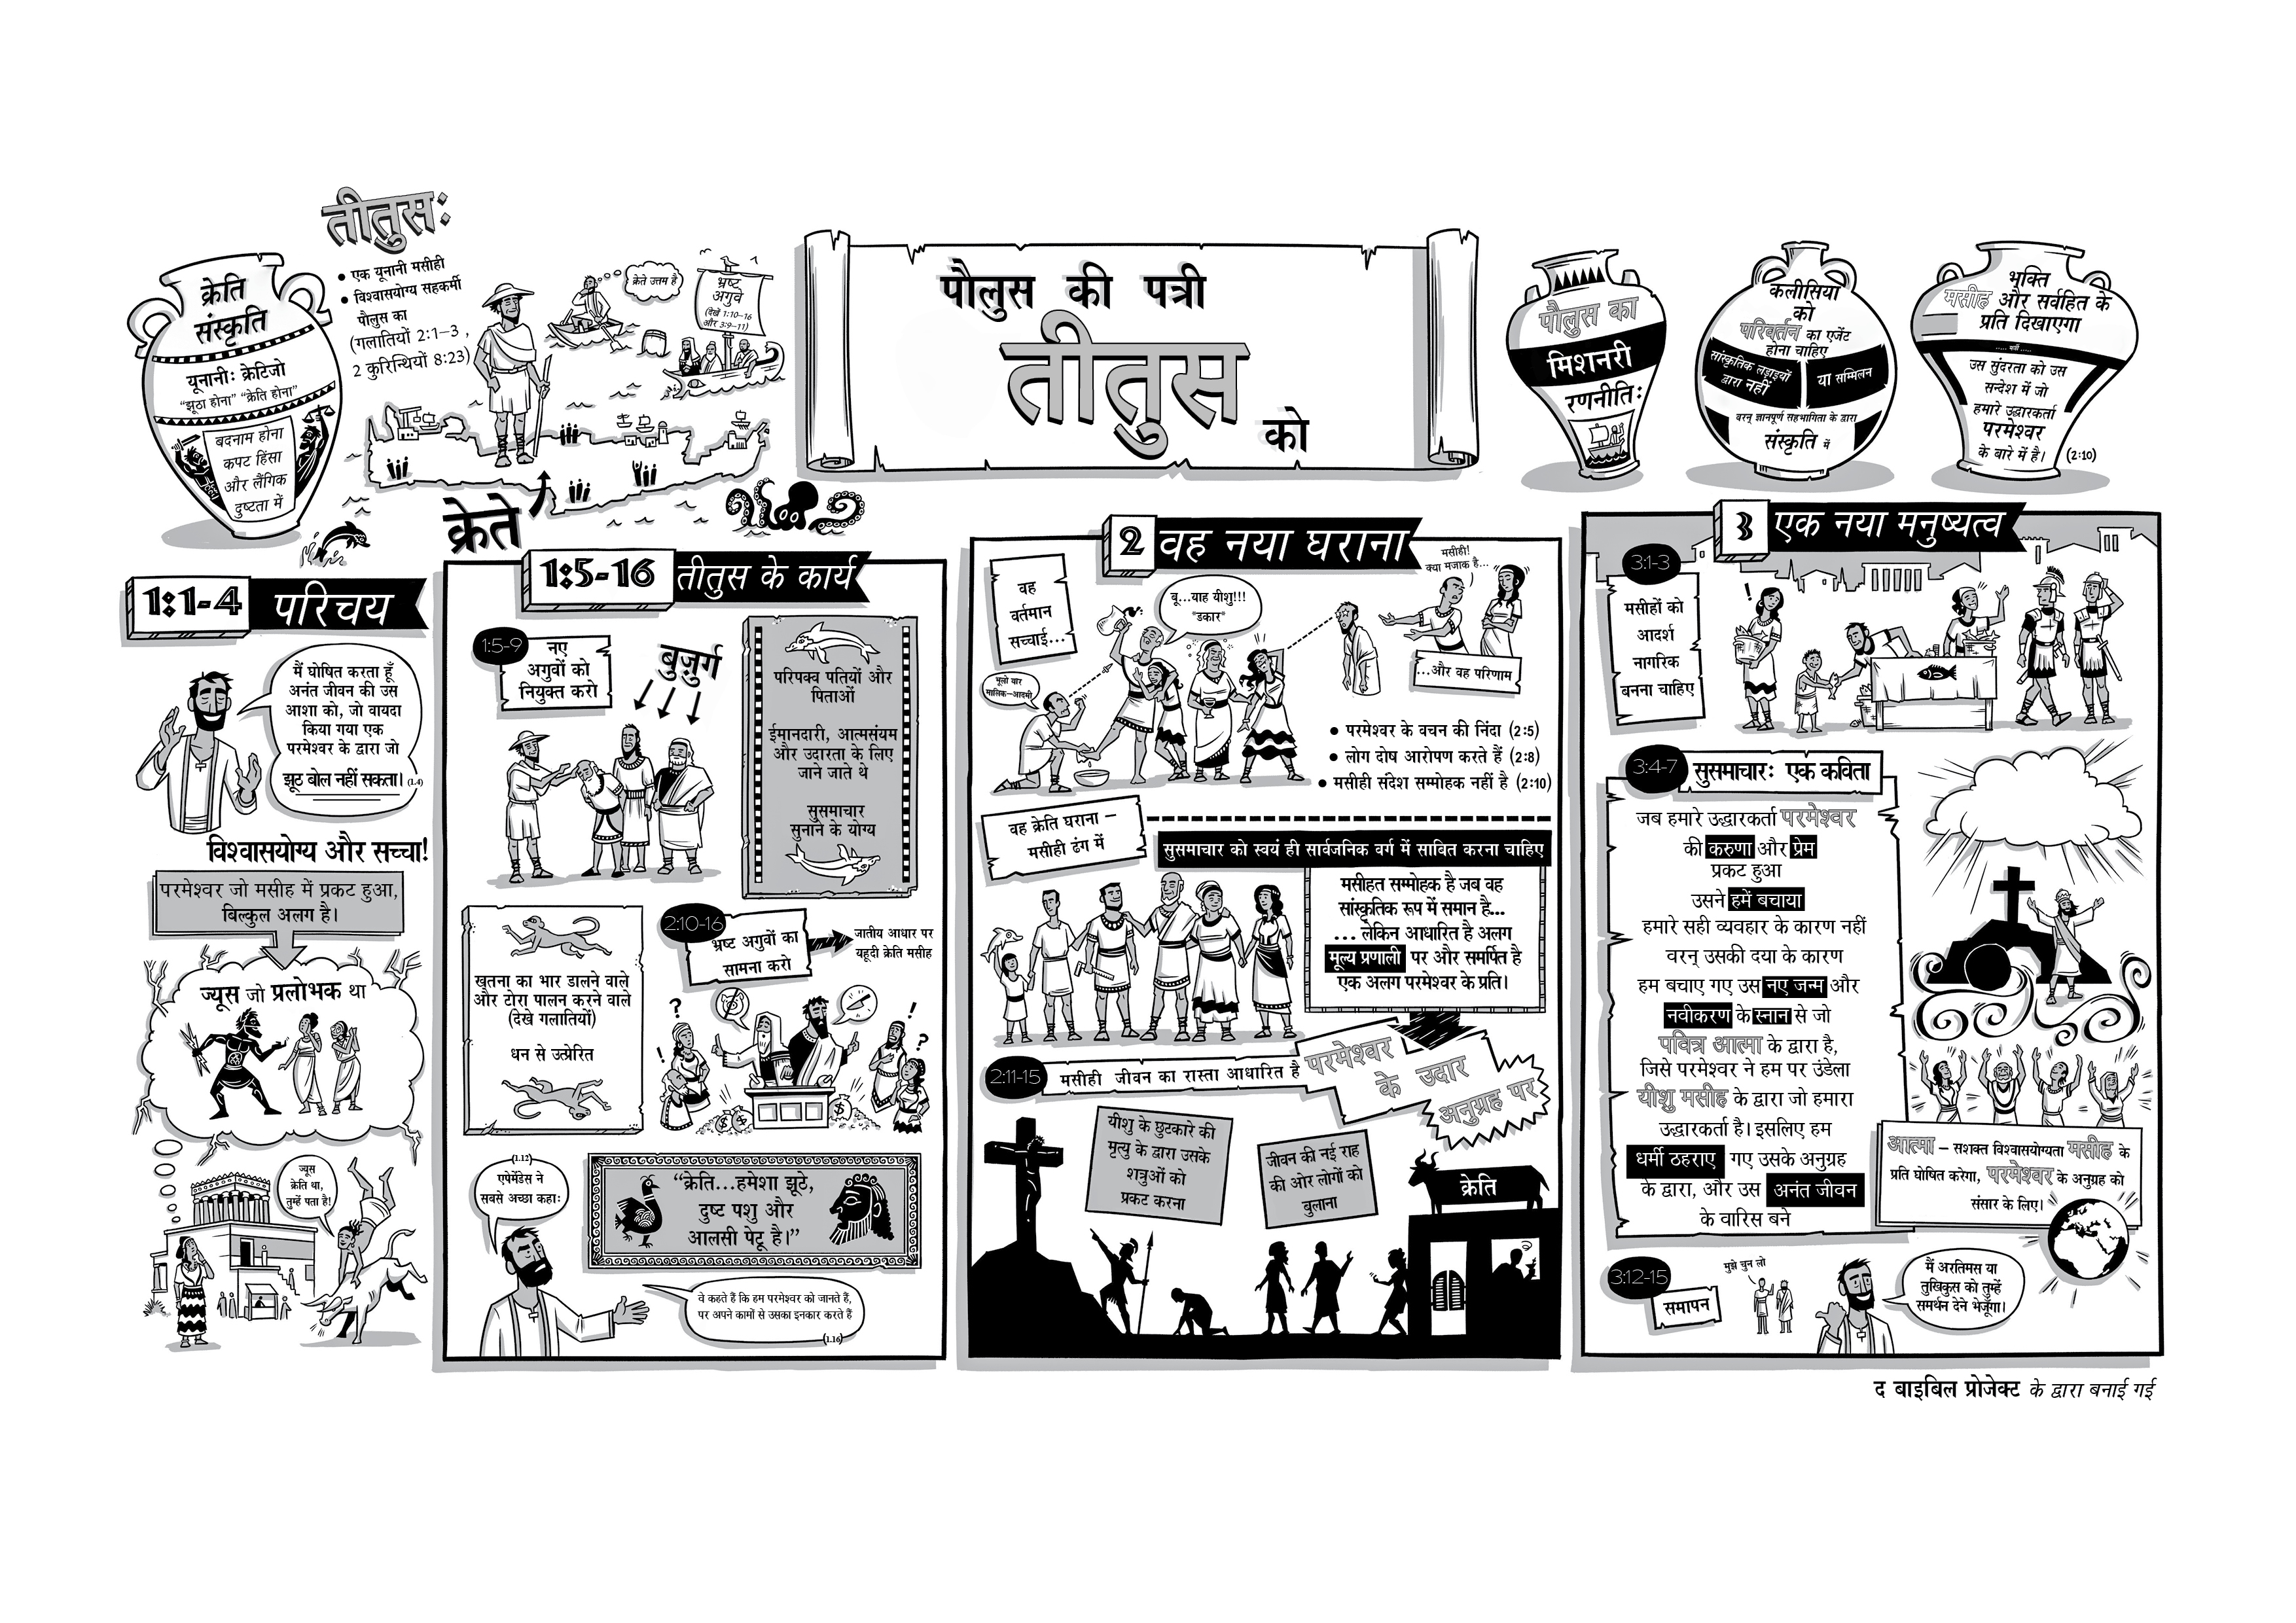 तीतुसः
क्रेति
संस्कृति
यूनानीः क्रेटिजो
"झूठा होना" "क्रेति होना"
बदनाम होना
कपट हिंसा
और लैंगिक
दुष्टता में
• एक यूनानी मसीही
• विश्वासयोग्य सहकर्मी
पौलुस का
(गलातियों 2:1-3 ,
2 कुरिन्थियों 8:23)
क्रेते उत्तम है
भ्रष्ट
अगुवे
(देखें 1:10-16
और 3:9-11)
क्रेते
पौलुस की पत्री
तीतुस
को
पौलुस का
मिशनरी
रणनीतिः
कलीसिया
को
परिवर्तन का एजेंट
होना चाहिए
सांस्कृतिक लड़ाइयों
द्वारा नहीं
या सम्मिलन
वरन् ज्ञानपूर्ण सहभागिता के द्वारा
संस्कृति में
भक्ति
मसीह और सर्वहित के
प्रति दिखाएगा
उस सुंदरता को उस
सन्देश में जो
हमारे उद्धारकर्ता
परमेश्वर
के बारे में है।
(2:10)
1:1-4 परिचय
मैं घोषित करता हूँ
अनंत जीवन की उस
आशा को, जो वायदा
किया गया एक
परमेश्वर के द्वारा जो
झूठ बोल नहीं सकता। (1.4)
विश्वासयोग्य और सच्चा!
परमेश्वर जो मसीह में प्रकट हुआ,
बिल्कुल अलग है।
ज्यूस जो प्रलोभक था
ज्यूस
क्रेति था,
तुम्हें पता है!
1:5-16 तीतुस के कार्य
1:5-9
नए
अगुवों को
नियुक्त करो
बुज़ुर्ग
परिपक्व पतियों और
पिताओं
ईमानदारी, आत्मसंयम
और उदारता के लिए
जाने जाते थे
सुसमाचार
सुनाने के योग्य
खतना का भार डालने वाले
और टोरा पालन करने वाले
(देखे गलातियों)
धन से उत्प्रेरित
2:10-16
भ्रष्ट अगुवों का
सामना करो
जातीय आधार पर
यहूदी क्रेति मसीह
?
!
!
?
$ $ $
(1.12)
एपेमेंडेस ने
सबसे अच्छा कहाः
"क्रेति...हमेशा झूठे,
दुष्ट पशु और
आलसी पेटू है।"
वे कहते हैं कि हम परमेश्वर को जानते हैं,
पर अपने कामों से उसका इनकार करते हैं
(1.16)
2 वह नया घराना
वह
वर्तमान
सच्चाई...
बू...याह यीशु!!!
"डकार"
मसीही!
क्या मजाक है...
...और वह परिणाम
• परमेश्वर के वचन की निंदा (2:5)
• लोग दोष आरोपण करते हैं (2:8)
• मसीही संदेश सम्मोहक नहीं है (2:10)
वह क्रेति घराना –
मसीही ढंग में
सुसमाचार को स्वयं ही सार्वजनिक वर्ग में साबित करना चाहिए
मसीहत सम्मोहक है जब वह
सांस्कृतिक रूप में समान है...
... लेकिन आधारित है अलग
मूल्य प्रणाली पर और समर्पित है
एक अलग परमेश्वर के प्रति।
2:11-15
मसीही जीवन का रास्ता आधारित है
परमेश्वर
के उदार
अनुग्रह पर
यीशु के छुटकारे की
मृत्यु के द्वारा उसके
शत्रुओं को
प्रकट करना
जीवन की नई राह
की ओर लोगों को
बुलाना
क्रेति
3 एक नया मनुष्यत्व
3:1-3
मसीहों को
आदर्श
नागरिक
बनना चाहिए
!
3:4-7
सुसमाचारः एक कविता
जब हमारे उद्धारकर्ता परमेश्वर
की करुणा और प्रेम
प्रकट हुआ
उसने हमें बचाया
हमारे सही व्यवहार के कारण नहीं
वरन् उसकी दया के कारण
हम बचाए गए उस नए जन्म और
नवीकरण के स्नान से जो
पवित्र आत्मा के द्वारा है,
जिसे परमेश्वर ने हम पर उंडेला
यीशु मसीह के द्वारा जो हमारा
उद्धारकर्ता है। इसलिए हम
धर्मी ठहराए गए उसके अनुग्रह
के द्वारा, और उस अनंत जीवन
के वारिस बने
आत्मा – सशक्त विश्वासयोग्यता मसीह के
प्रति घोषित करेगा, परमेश्वर के अनुग्रह को
संसार के लिए।
3:12-15
समापन
मुझे चुन लो
मैं अरतिमस या
तुखिकुस को तुम्हें
समर्थन देने भेजूँगा।
द बाइबिल प्रोजेक्ट के द्वारा बनाई गई